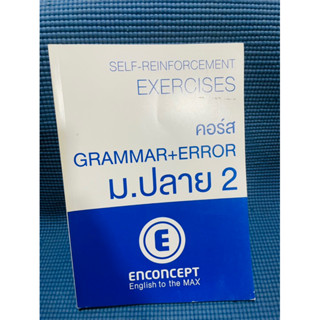 SELF-REINFORCEMENT
EXERCISES
คอร์ส
GRAMMAR+ERROR
ม.ปลาย 2
E
ENCONCEPT
English to the MAX